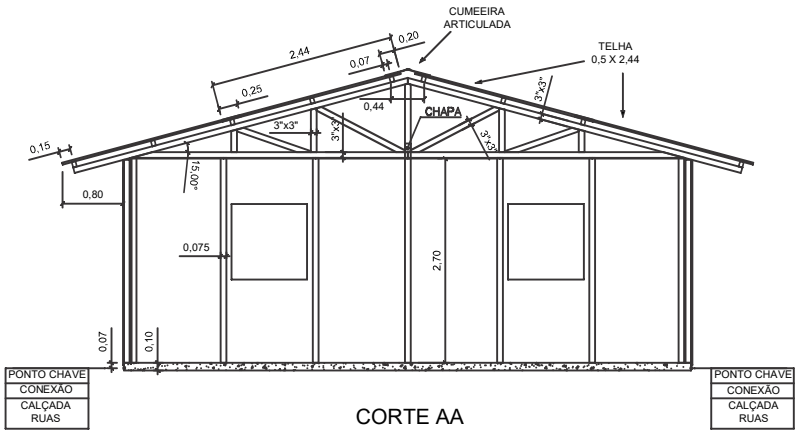 CUMEEIRA
ARTICULADA
0,20
2,44
0,07
TELHA
0,5 X 2,44
0,25
0,44
3"x3"
CHAPA
3"x3"
3"x3"
3"x3"
0,15
15,00°
0,80
0,075
2,70
0,07
0,10
PONTO CHAVE
CONEXÃO
CALÇADA
RUAS
PONTO CHAVE
CONEXÃO
CALÇADA
RUAS
CORTE AA